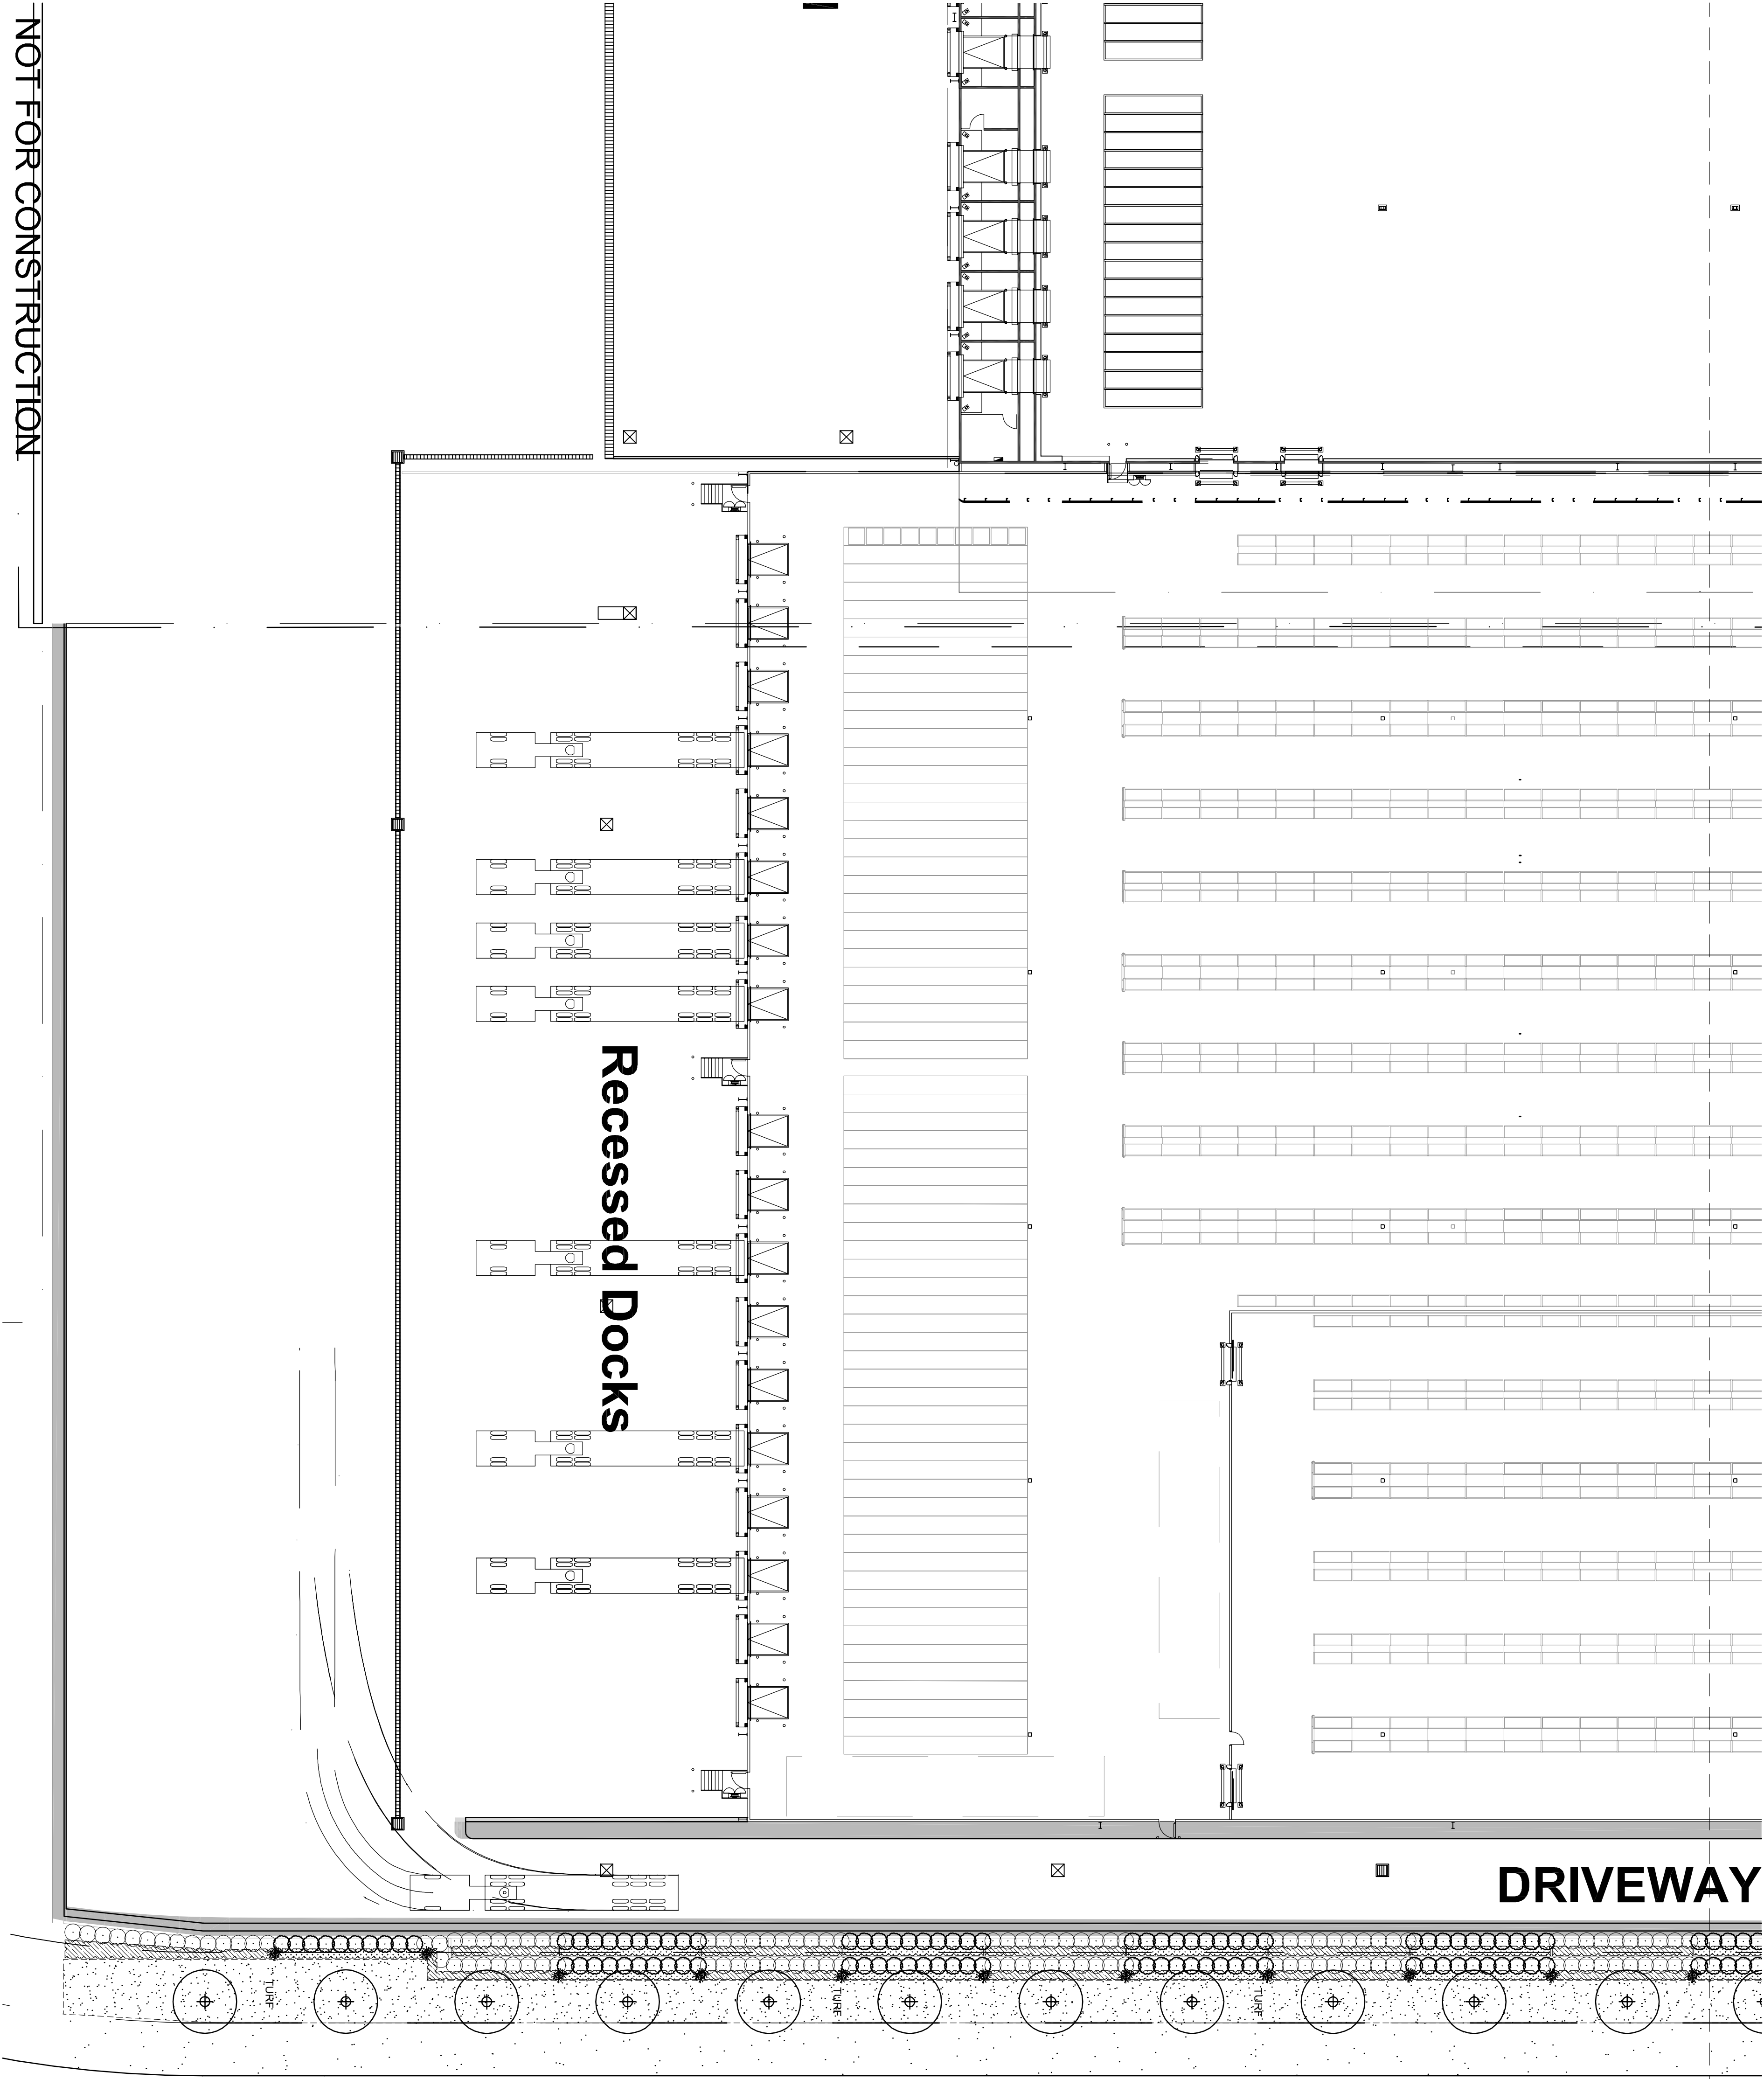 NOT FOR CONSTRUCTION
Recessed Docks
DRIVEWAY
TURF
TURF
TURF